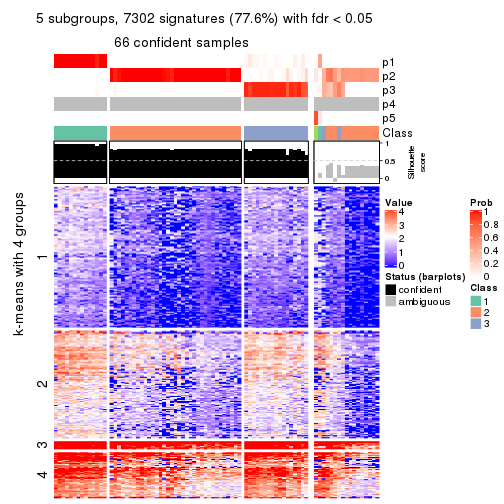 5 subgroups, 7302 signatures (77.6%) with fdr < 0.05
66 confident samples
p1
p2
p3
p4
p5
Class
1
0.5
0
Silhouette
score
k-means with 4 groups
1
2
3
4
Value
4
3
2
1
0
Status (barplots)
confident
ambiguous
Prob
1
0.8
0.6
0.4
0.2
0
Class
1
2
3